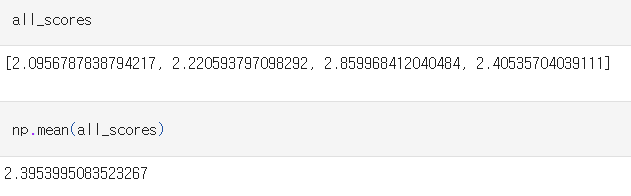 all_scores
[2.0956787838794217, 2.220593797098292, 2.859968412040484, 2.40535704039111]
np.mean(all_scores)
2.3953995083523267